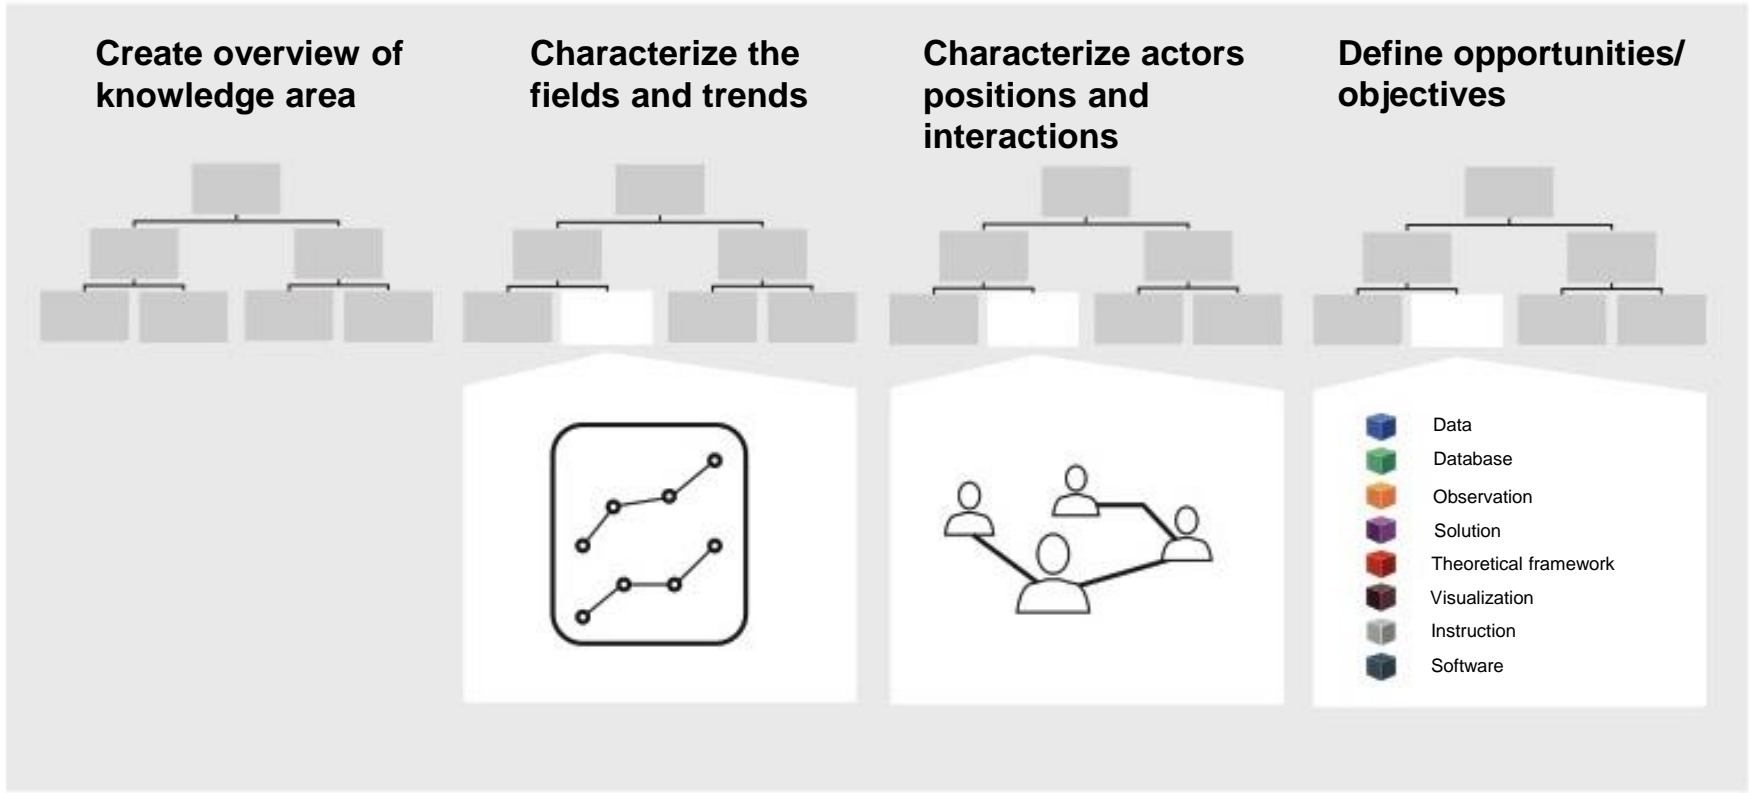 Create overview of
knowledge area
Characterize the
fields and trends
Characterize actors
positions and
interactions
Define opportunities/
objectives
Data
Database
Observation
Solution
Theoretical framework
Visualization
Instruction
Software